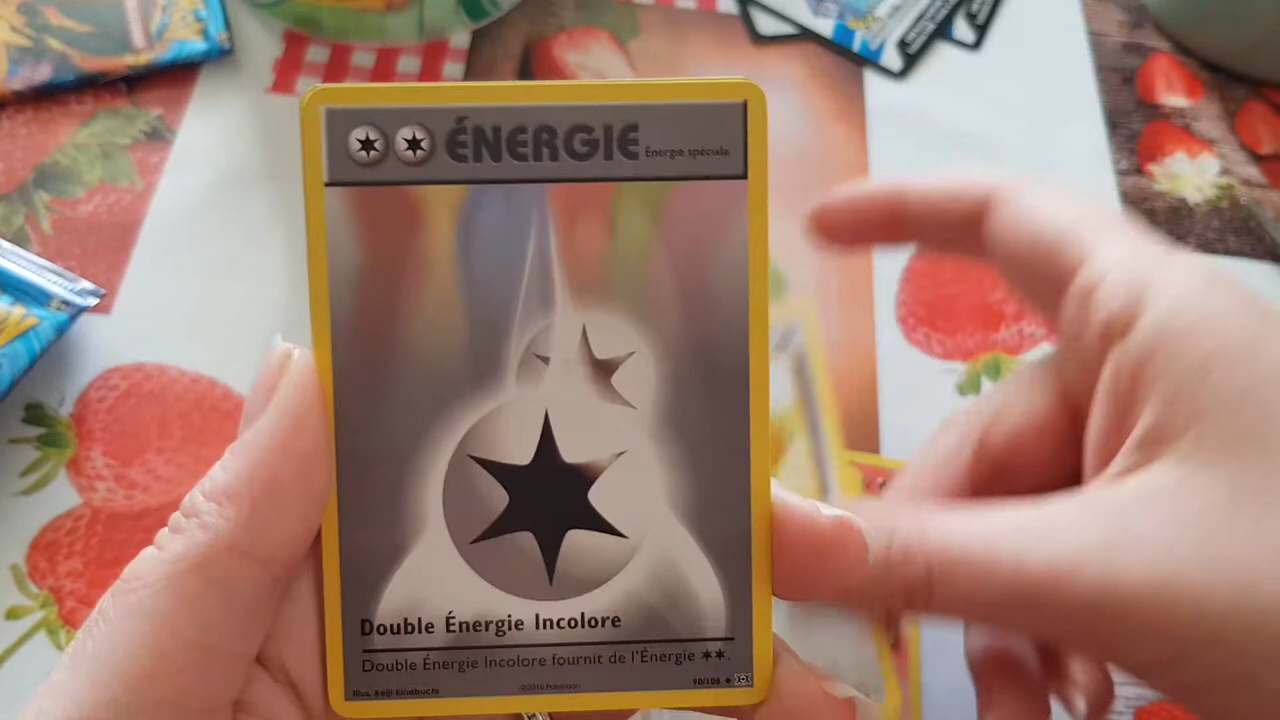 ÉNERGIE Énergie spéciale
Double Énergie Incolore
Double Énergie Incolore fournit de l'Énergie ✶✶.
Illus. Keiji Kinebuchi ©2016 Pokémon 90/108